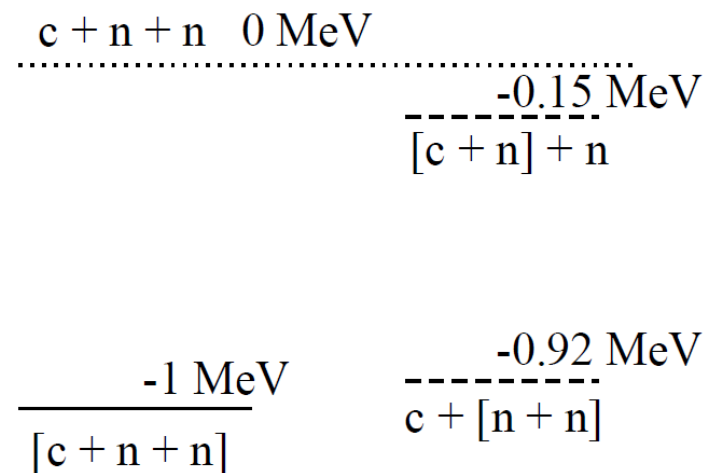 c + n + n 0 MeV
-0.15 MeV
[c + n] + n
-1 MeV
[c + n + n]
-0.92 MeV
c + [n + n]